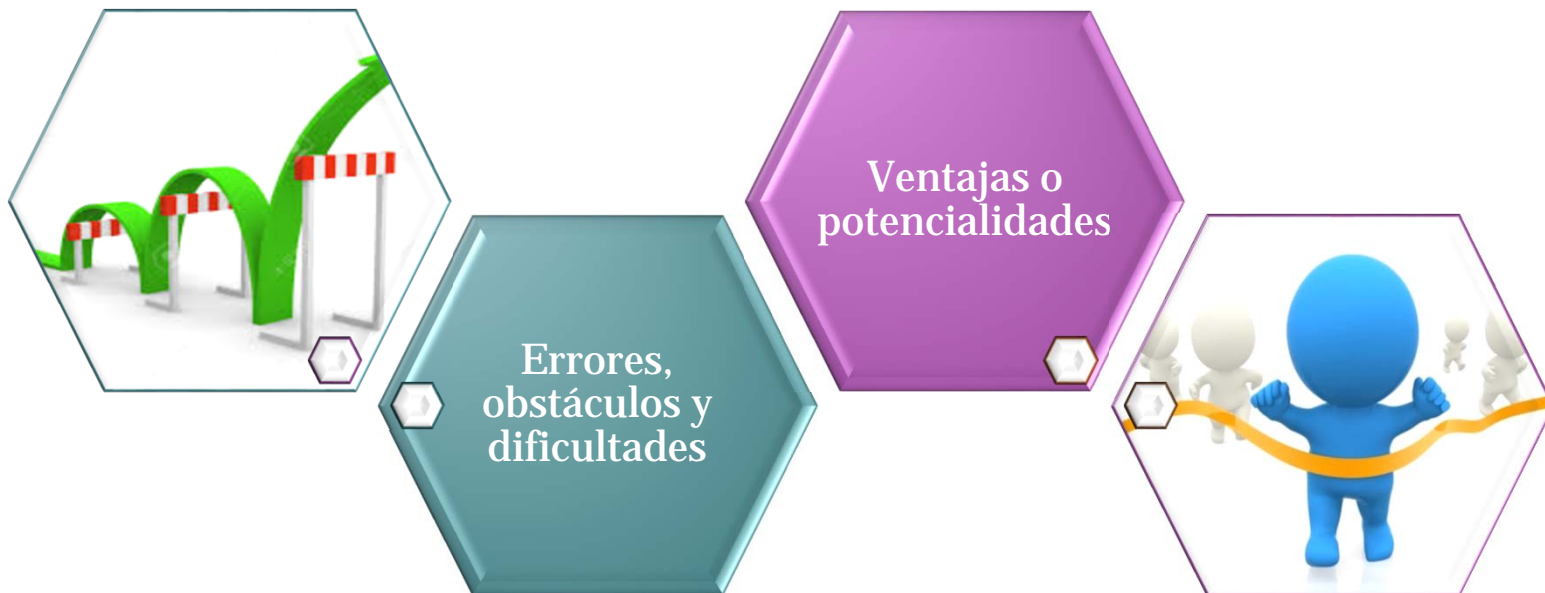 Errores,
obstáculos y
dificultades
Ventajas o
potencialidades